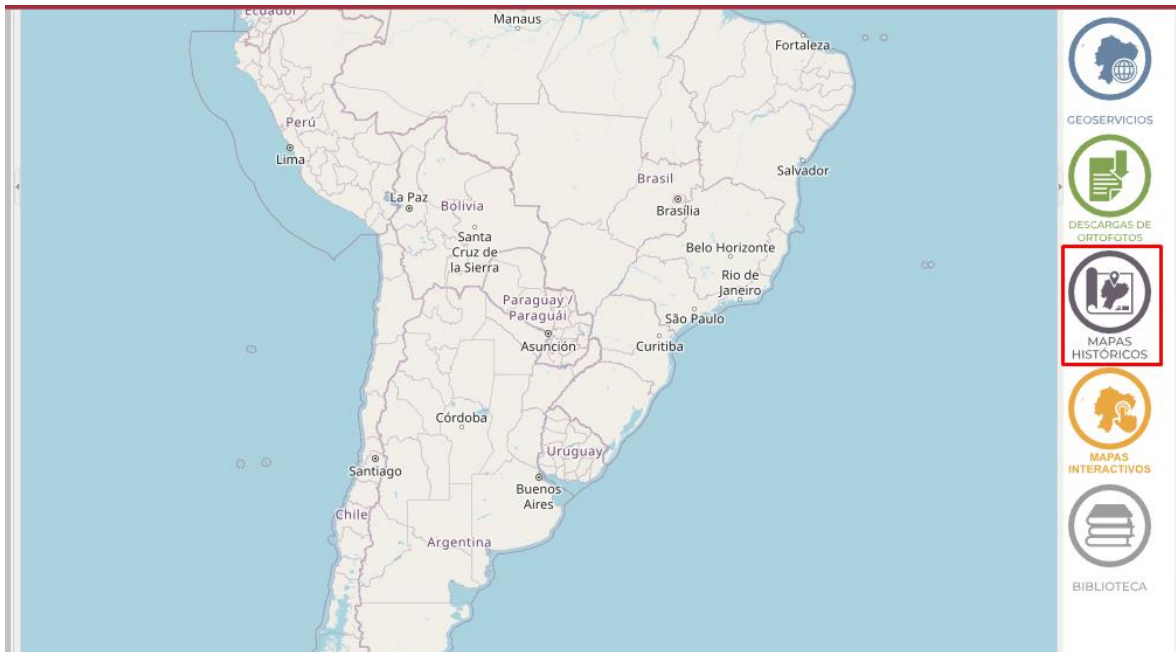 Ecuador
Manaus
Fortaleza
Perú
Lima
Salvador
Brasil
La Paz
Bolivia
Brasília
Santa
Cruz de
la Sierra
Belo Horizonte
Rio de
Janeiro
Paraguay /
Paraguái
São Paulo
Asunción
Curitiba
Córdoba
Uruguay
Santiago
Buenos
Aires
Chile
Argentina
GEOSERVICIOS
DESCARGAS DE
ORTOFOTOS
MAPAS
HISTÓRICOS
MAPAS
INTERACTIVOS
BIBLIOTECA